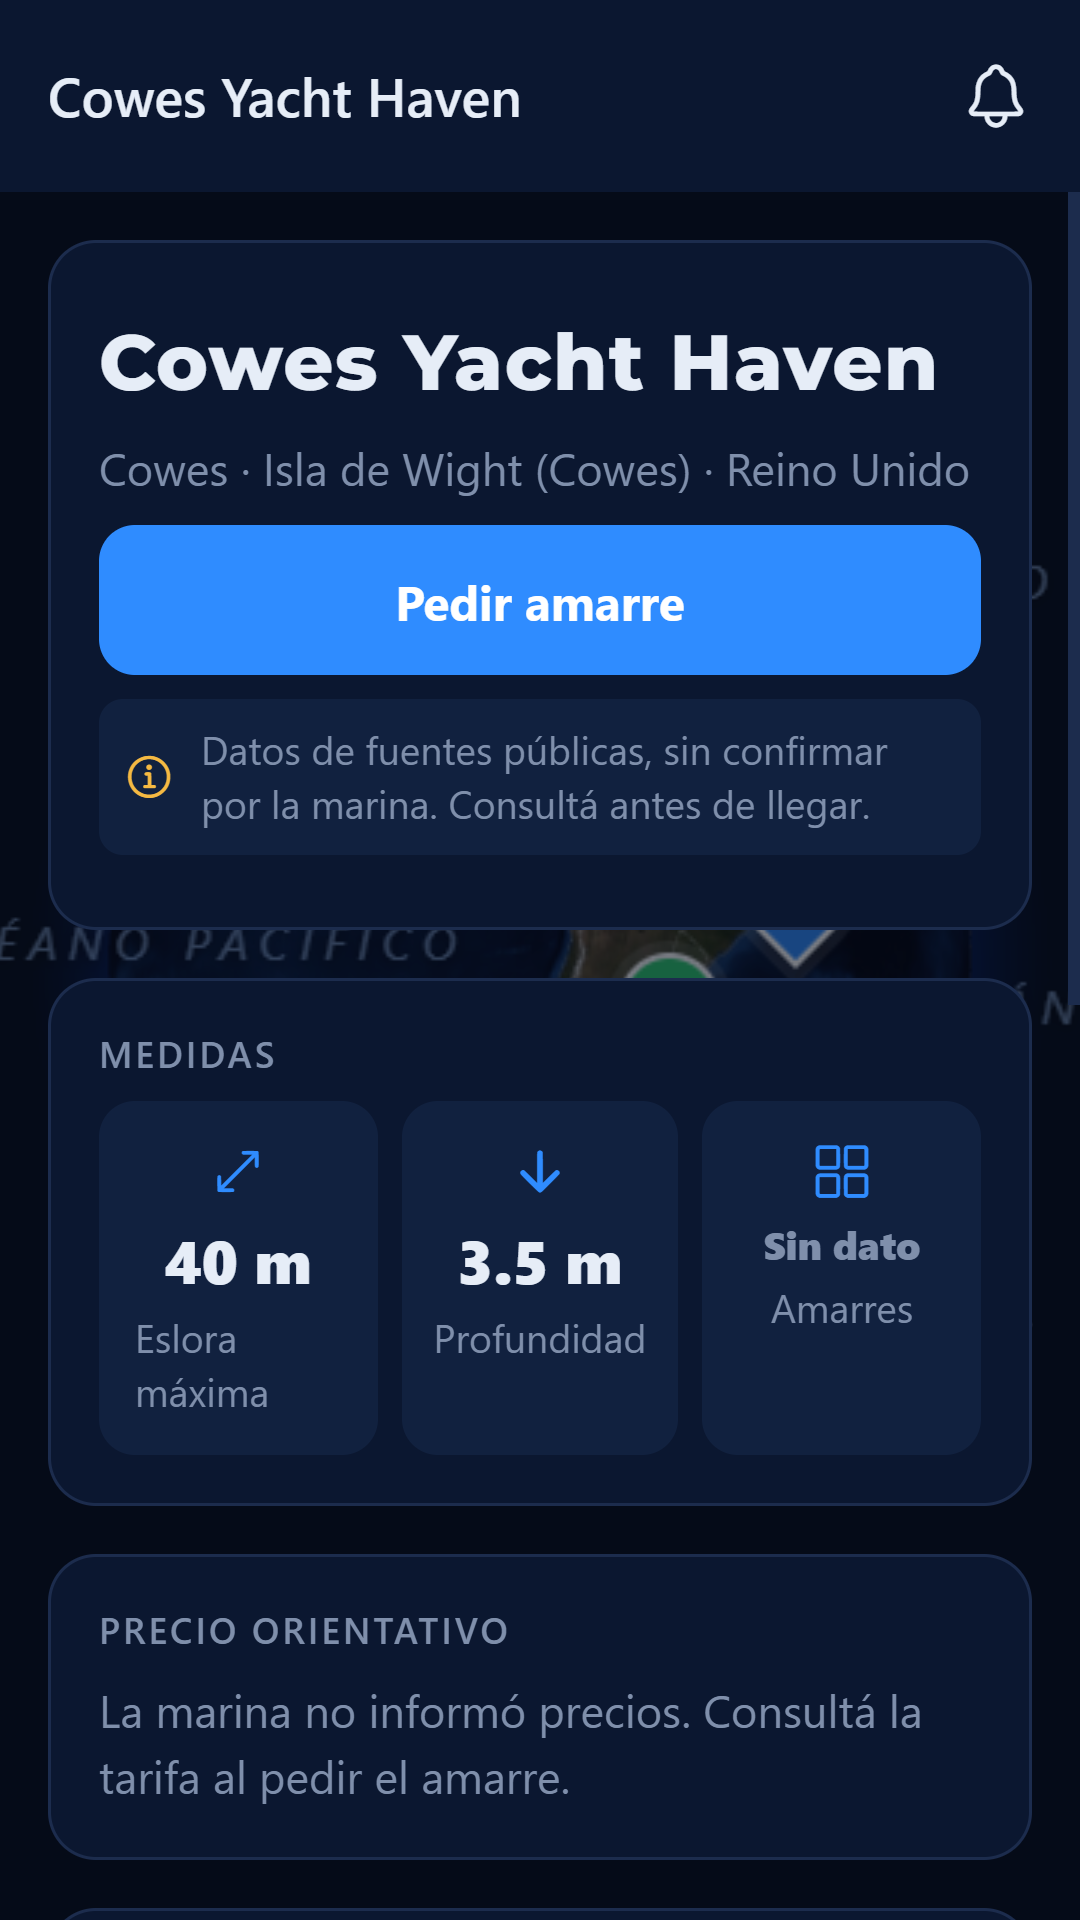 Cowes Yacht Haven
Cowes Yacht Haven
Cowes · Isla de Wight (Cowes) · Reino Unido
Pedir amarre
Datos de fuentes públicas, sin confirmar
por la marina. Consultá antes de llegar.
ÉANO PACÍFICO
MEDIDAS
40 m
Eslora
máxima
3.5 m
Profundidad
Sin dato
Amarres
PRECIO ORIENTATIVO
La marina no informó precios. Consultá la
tarifa al pedir el amarre.